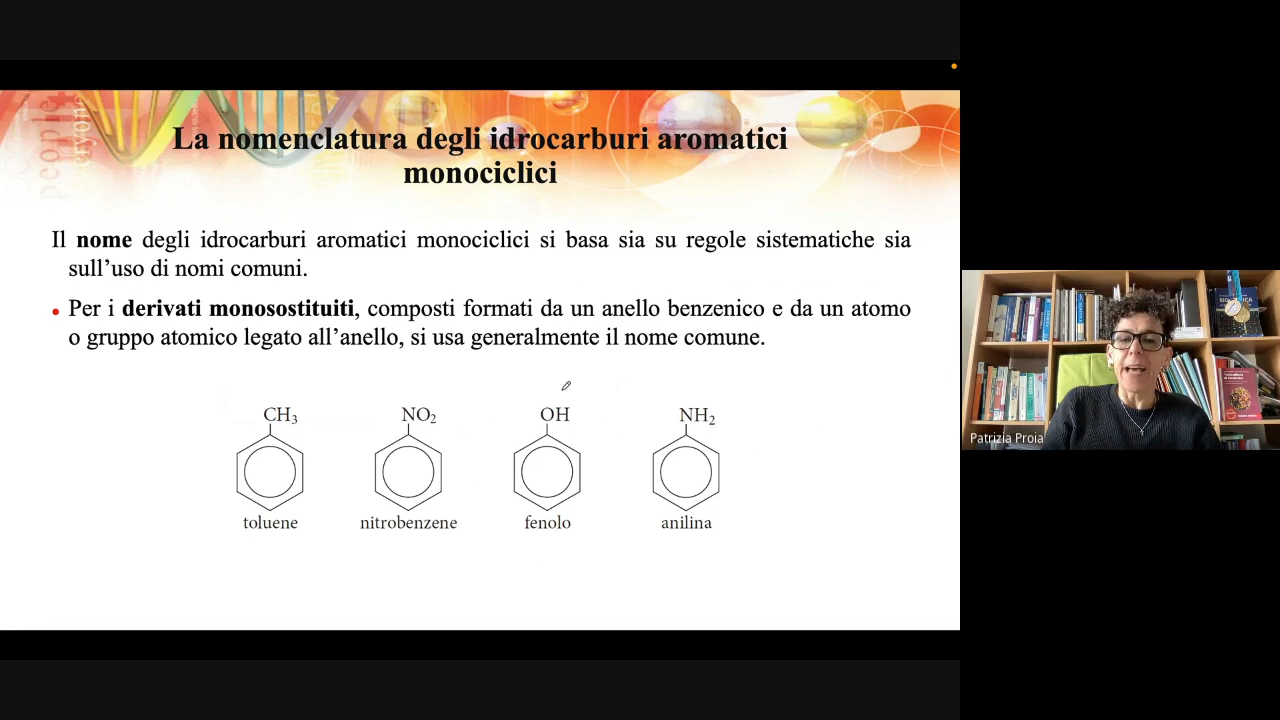 La nomenclatura degli idrocarburi aromatici
monociclici
Il nome degli idrocarburi aromatici monociclici si basa sia su regole sistematiche sia
sull’uso di nomi comuni.
• Per i derivati monosostituiti, composti formati da un anello benzenico e da un atomo
o gruppo atomico legato all’anello, si usa generalmente il nome comune.
CH3 NO2 OH NH2
toluene nitrobenzene fenolo anilina
people
Patrizia Proia